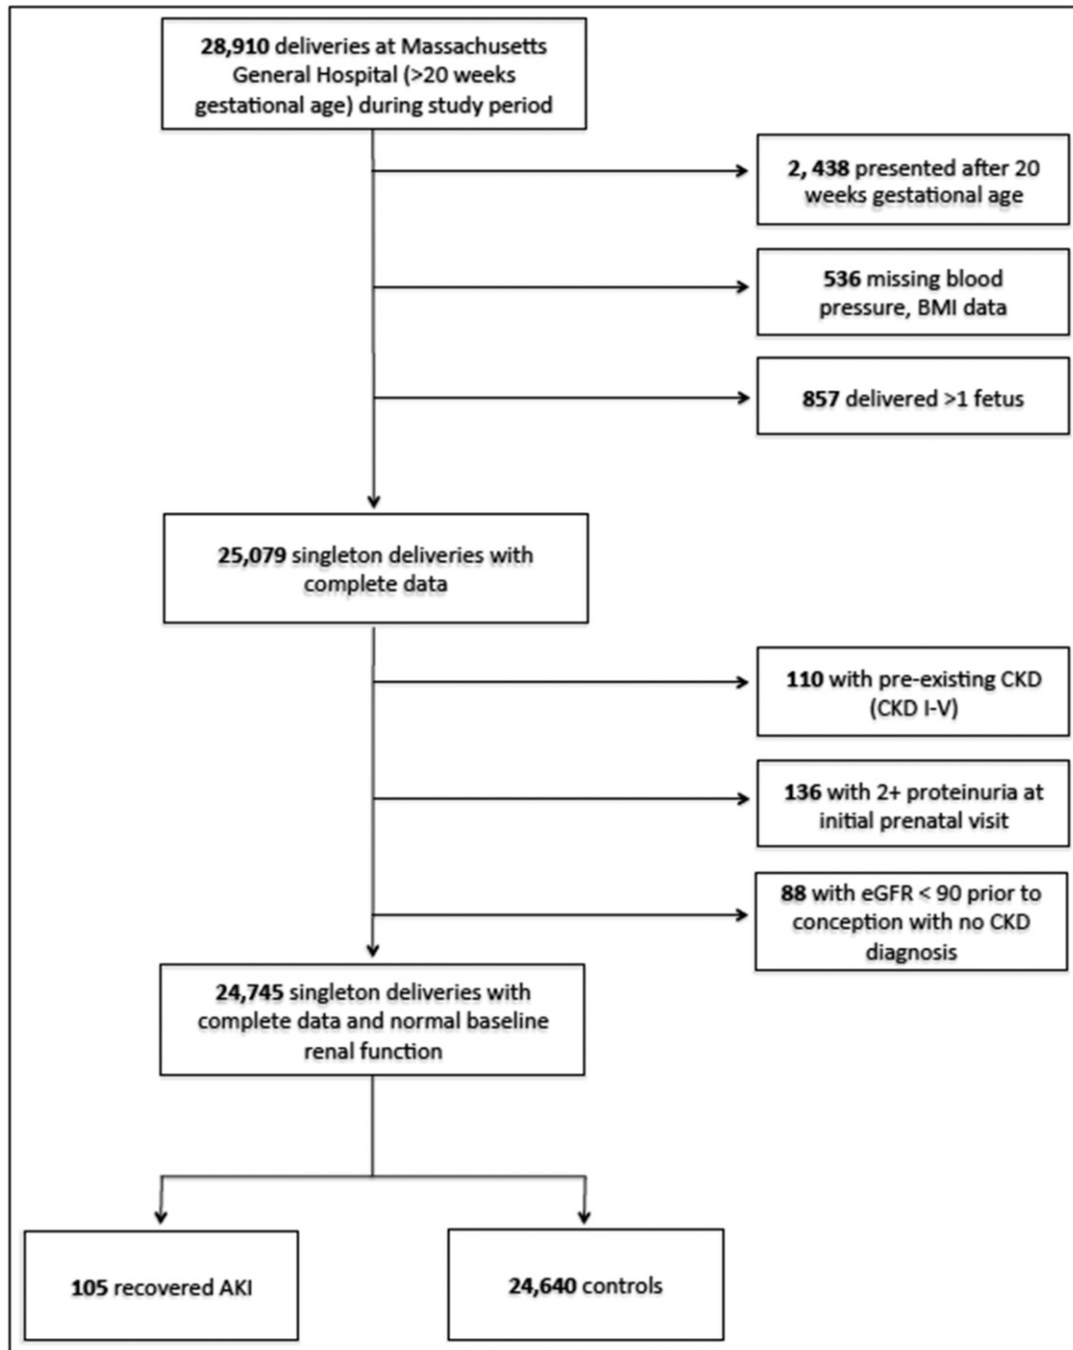 28,910 deliveries at Massachusetts
General Hospital (>20 weeks
gestational age) during study period
2, 438 presented after 20
weeks gestational age
536 missing blood
pressure, BMI data
857 delivered >1 fetus
25,079 singleton deliveries with
complete data
110 with pre-existing CKD
(CKD I-V)
136 with 2+ proteinuria at
initial prenatal visit
88 with eGFR < 90 prior to
conception with no CKD
diagnosis
24,745 singleton deliveries with
complete data and normal baseline
renal function
105 recovered AKI
24,640 controls